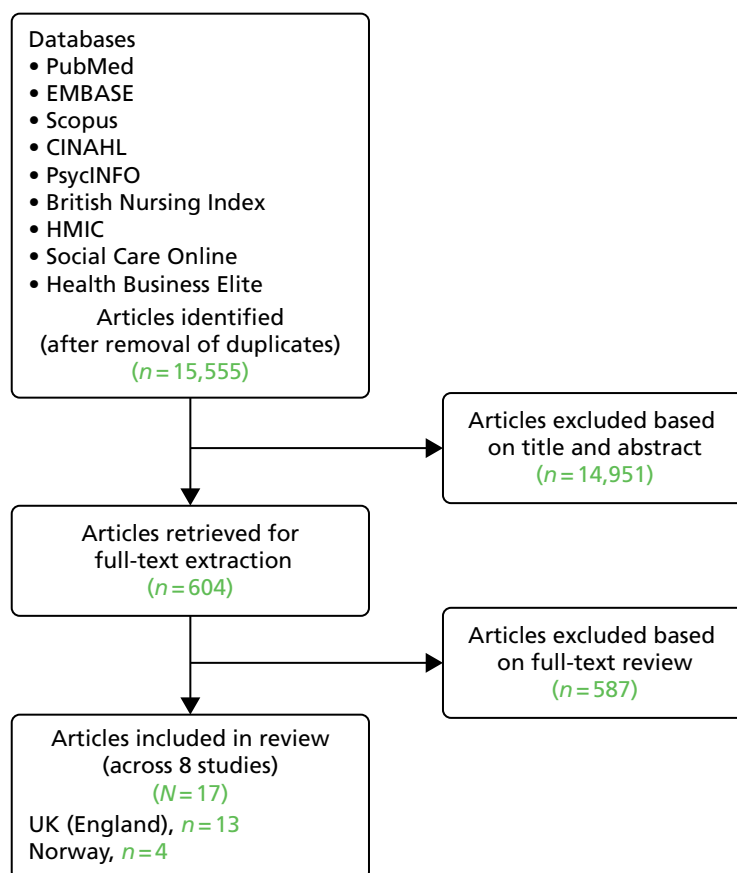 Databases
• PubMed
• EMBASE
• Scopus
• CINAHL
• PsycINFO
• British Nursing Index
• HMIC
• Social Care Online
• Health Business Elite
Articles identified
(after removal of duplicates)
(n = 15,555)
Articles excluded based
on title and abstract
(n = 14,951)
Articles retrieved for
full-text extraction
(n = 604)
Articles excluded based
on full-text review
(n = 587)
Articles included in review
(across 8 studies)
(N = 17)
UK (England), n = 13
Norway, n = 4